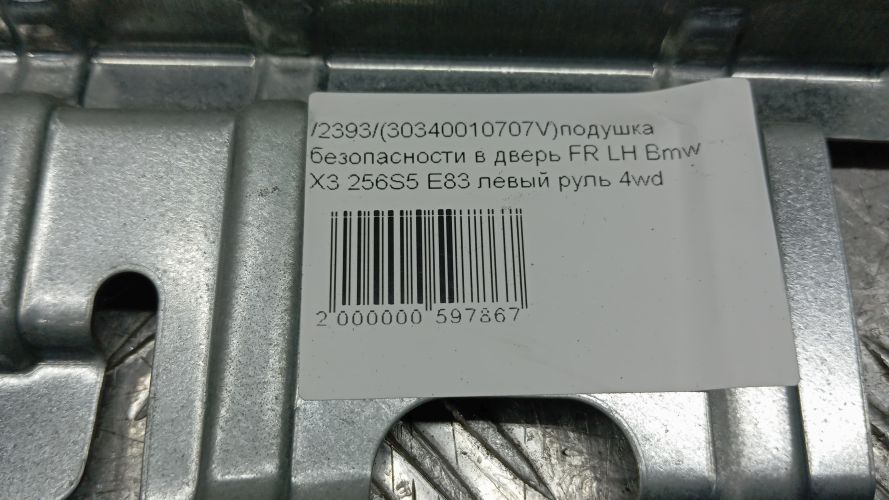 /2393/(30340010707V)подушка
безопасности в дверь FR LH Bmw
X3 256S5 E83 левый руль 4wd
2 000000 597867